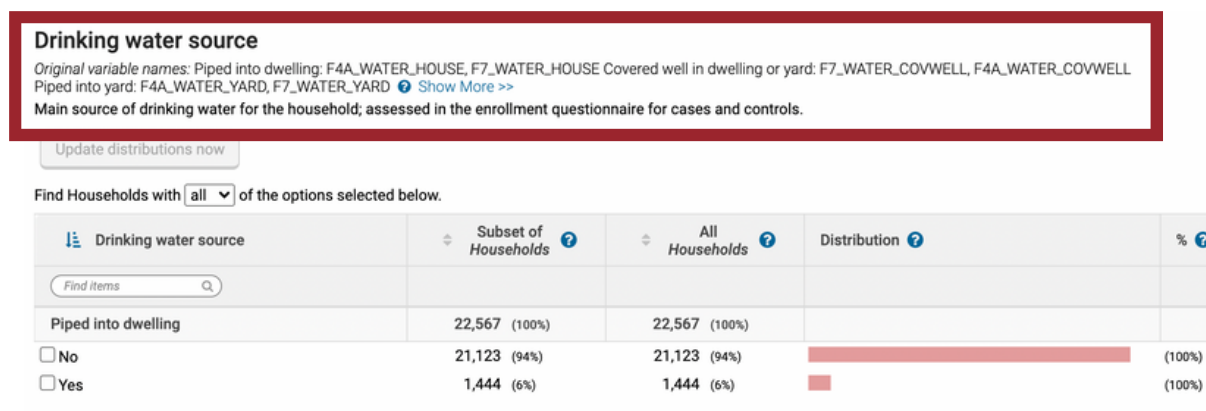 Drinking water source
Original variable names: Piped into dwelling: F4A_WATER_HOUSE, F7_WATER_HOUSE Covered well in dwelling or yard: F7_WATER_COVWELL, F4A_WATER_COVWELL
Piped into yard: F4A_WATER_YARD, F7_WATER_YARD ? Show More >>
Main source of drinking water for the household; assessed in the enrollment questionnaire for cases and controls.
Update distributions now
Find Households with all of the options selected below.
Drinking water source Subset of Households ? All Households ? Distribution ? % ?
Find items
Piped into dwelling 22,567 (100%) 22,567 (100%)
No 21,123 (94%) 21,123 (94%) (100%)
Yes 1,444 (6%) 1,444 (6%) (100%)